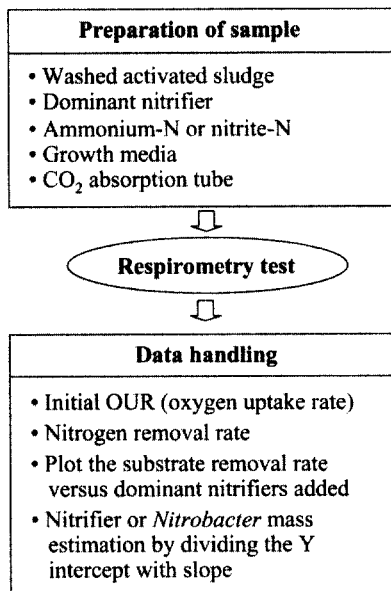 Preparation of sample
• Washed activated sludge
• Dominant nitrifier
• Ammonium-N or nitrite-N
• Growth media
• CO₂ absorption tube
Respirometry test
Data handling
• Initial OUR (oxygen uptake rate)
• Nitrogen removal rate
• Plot the substrate removal rate
versus dominant nitrifiers added
• Nitrifier or Nitrobacter mass
estimation by dividing the Y
intercept with slope